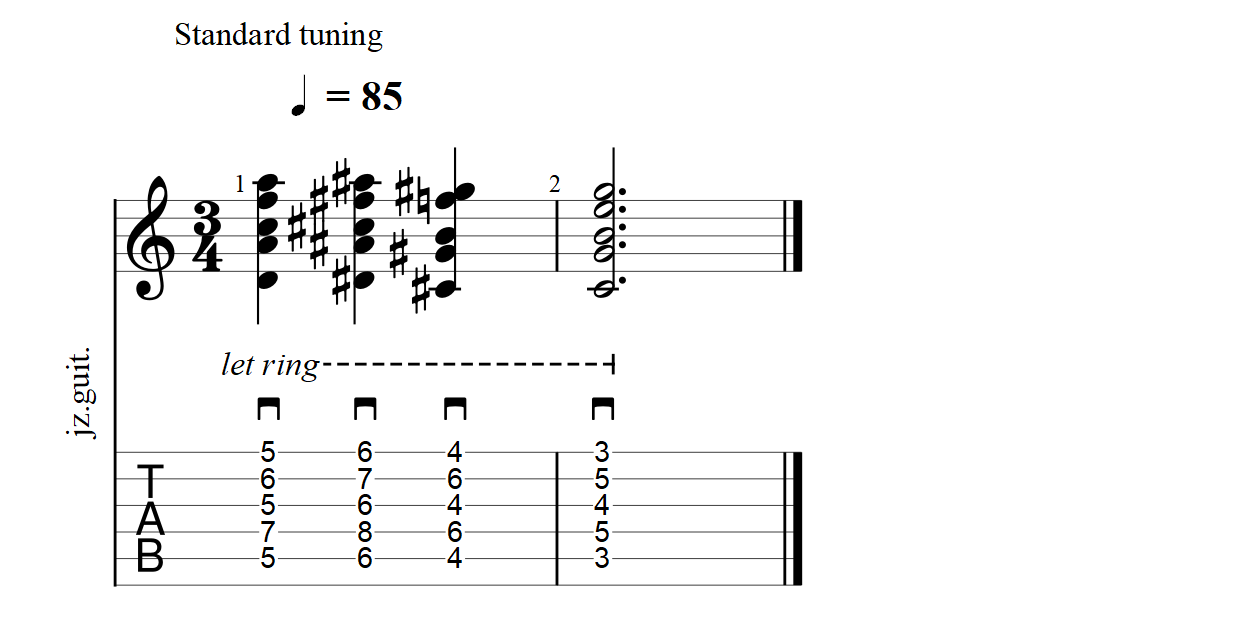 Standard tuning
= 85
1
2
3
4
let ring
jz.guit.
5 6 4 3
T 6 7 6 5
A 5 6 4 4
7 8 6 5
B 5 6 4 3